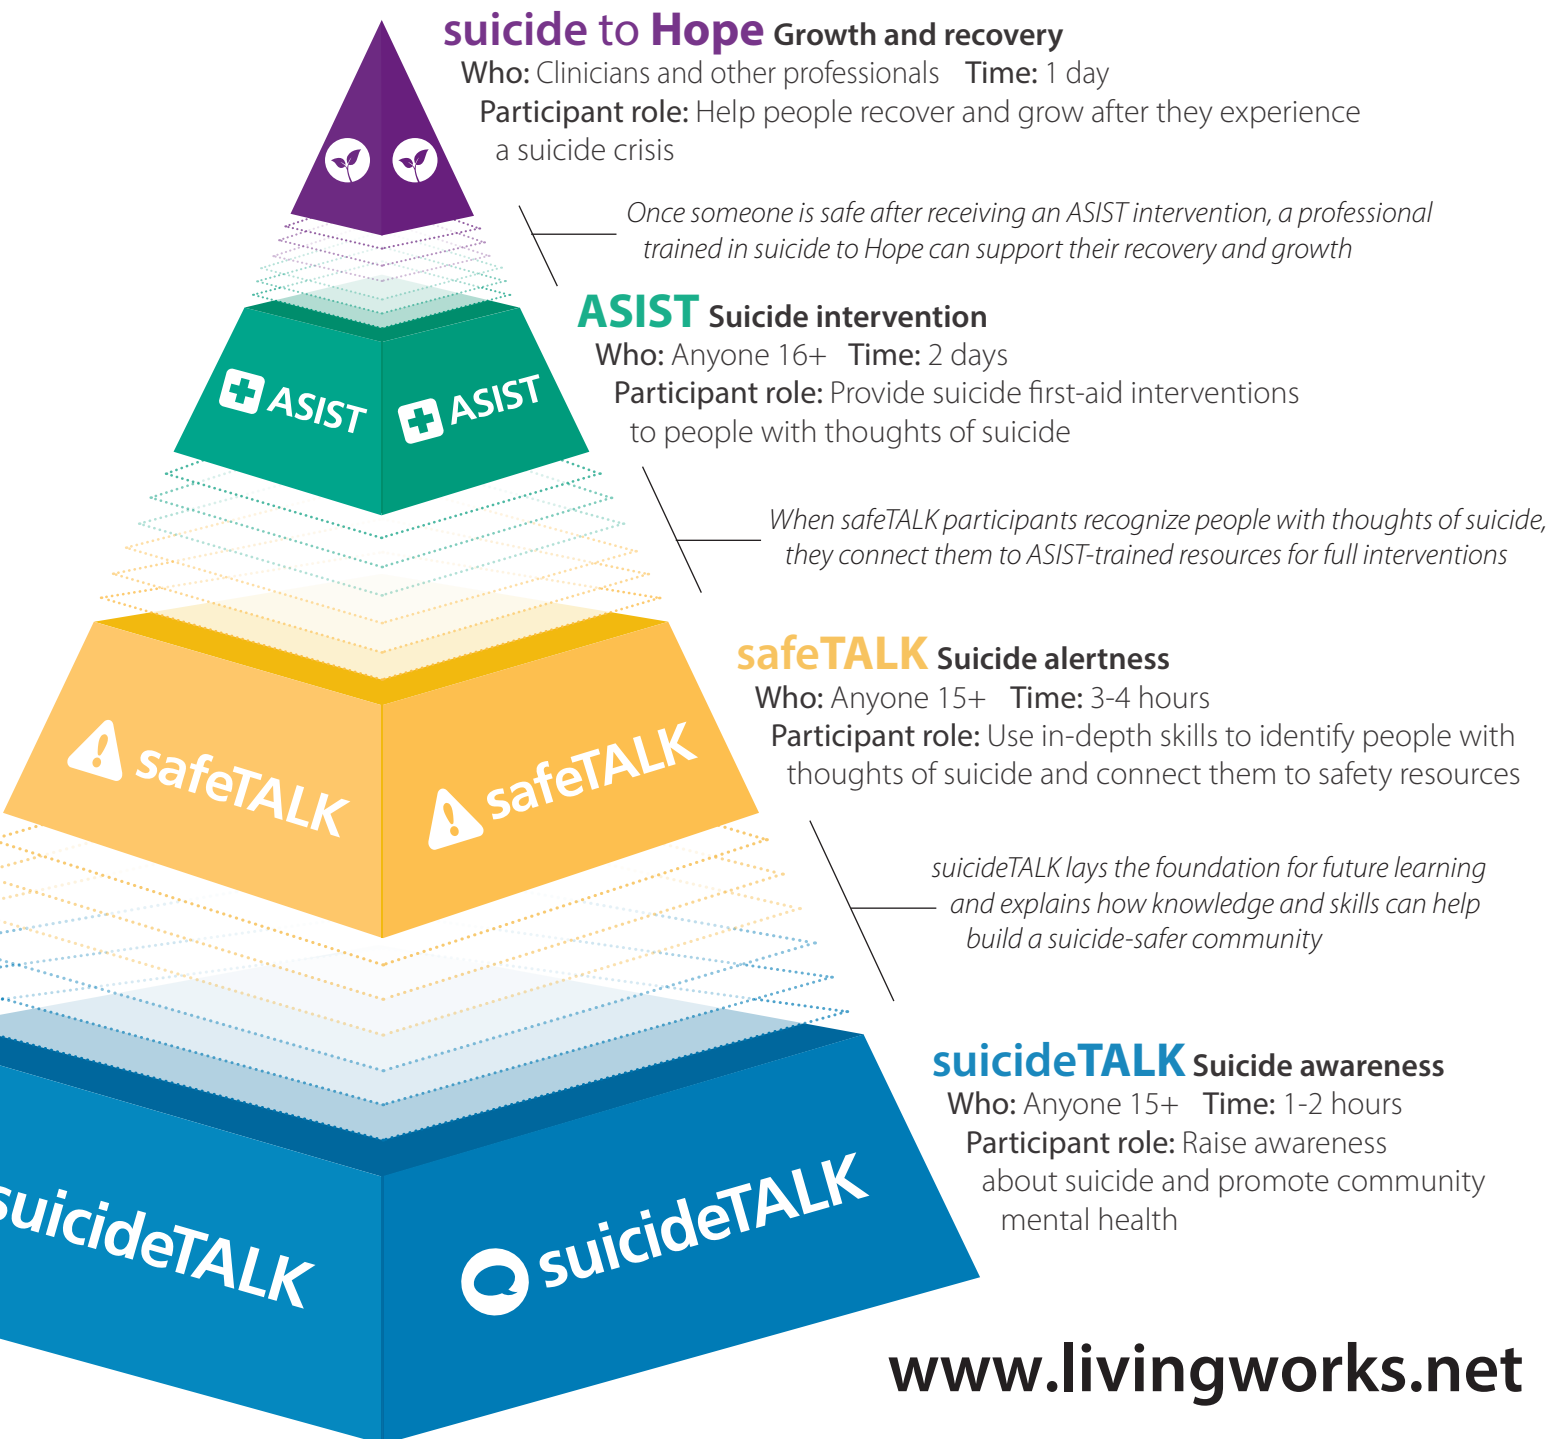 suicide to Hope Growth and recovery
Who: Clinicians and other professionals Time: 1 day
Participant role: Help people recover and grow after they experience
a suicide crisis
Once someone is safe after receiving an ASIST intervention, a professional
trained in suicide to Hope can support their recovery and growth
ASIST Suicide intervention
Who: Anyone 16+ Time: 2 days
Participant role: Provide suicide first-aid interventions
to people with thoughts of suicide
ASIST
ASIST
When safeTALK participants recognize people with thoughts of suicide,
they connect them to ASIST-trained resources for full interventions
safeTALK Suicide alertness
Who: Anyone 15+ Time: 3-4 hours
Participant role: Use in-depth skills to identify people with
thoughts of suicide and connect them to safety resources
safeTALK
safeTALK
suicideTALK lays the foundation for future learning
and explains how knowledge and skills can help
build a suicide-safer community
suicideTALK Suicide awareness
Who: Anyone 15+ Time: 1-2 hours
Participant role: Raise awareness
about suicide and promote community
mental health
suicideTALK
suicideTALK
www.livingworks.net